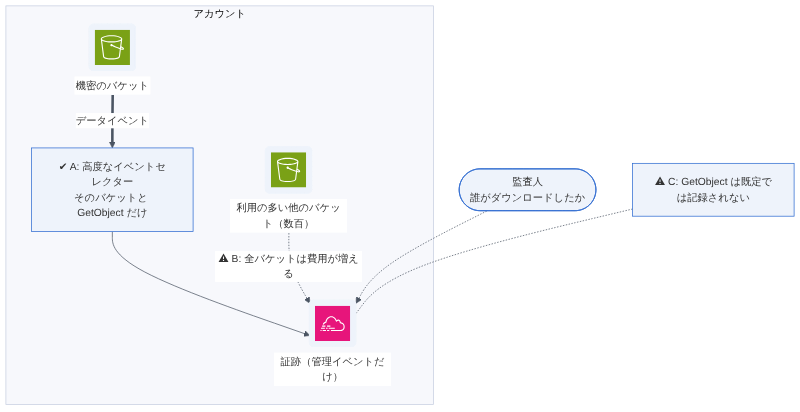 アカウント
機密のバケット
データイベント
✔ A: 高度なイベントセ
レクター
そのバケットと
GetObject だけ
利用の多い他のバケッ
ト（数百）
⚠ B: 全バケットは費用が増え
る
証跡（管理イベントだ
け）
監査人
誰がダウンロードしたか
⚠ C: GetObject は既定で
は記録されない